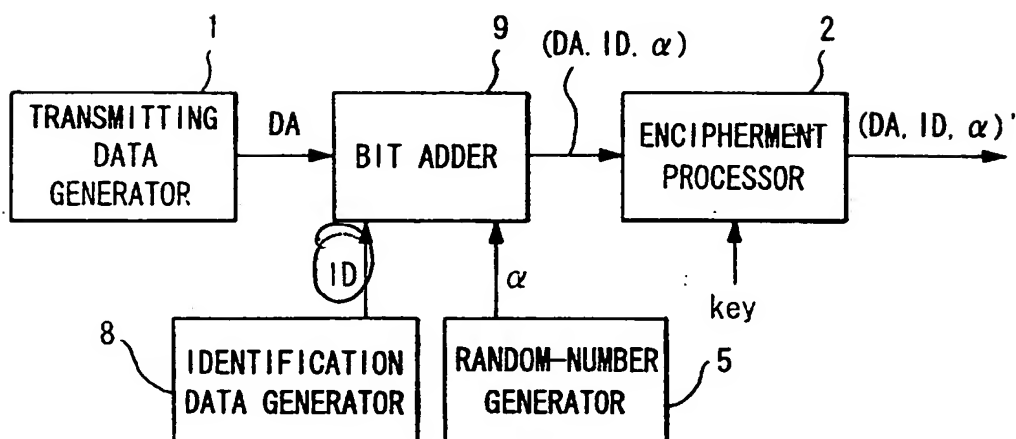 1
9
(DA. ID. α)
2
TRANSMITTING
DATA
GENERATOR
DA
BIT ADDER
ENCIPHERMENT
PROCESSOR
(DA, ID, α)'
ID
α
key
8
IDENTIFICATION
DATA GENERATOR
RANDOM-NUMBER
GENERATOR
5